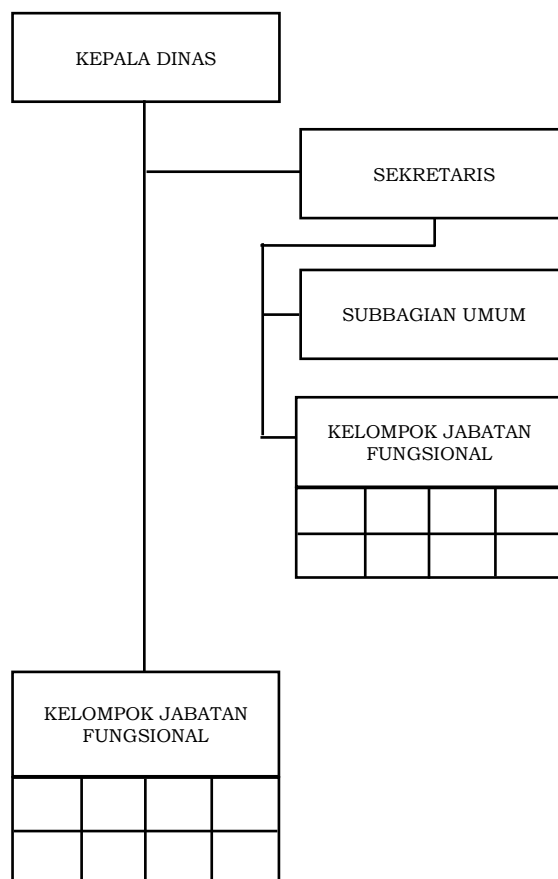 KEPALA DINAS
SEKRETARIS
SUBBAGIAN UMUM
KELOMPOK JABATAN
FUNGSIONAL
KELOMPOK JABATAN
FUNGSIONAL